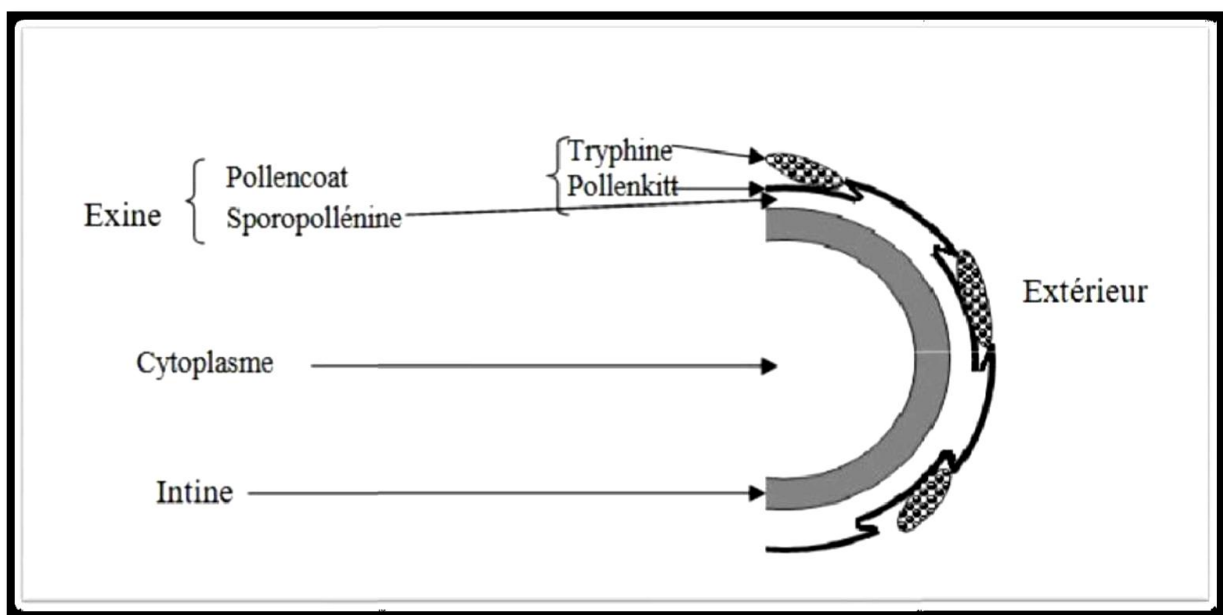 Tryphine
Pollenkitt
Pollencoat
Sporopollénine
Exine
Extérieur
Cytoplasme
Intine